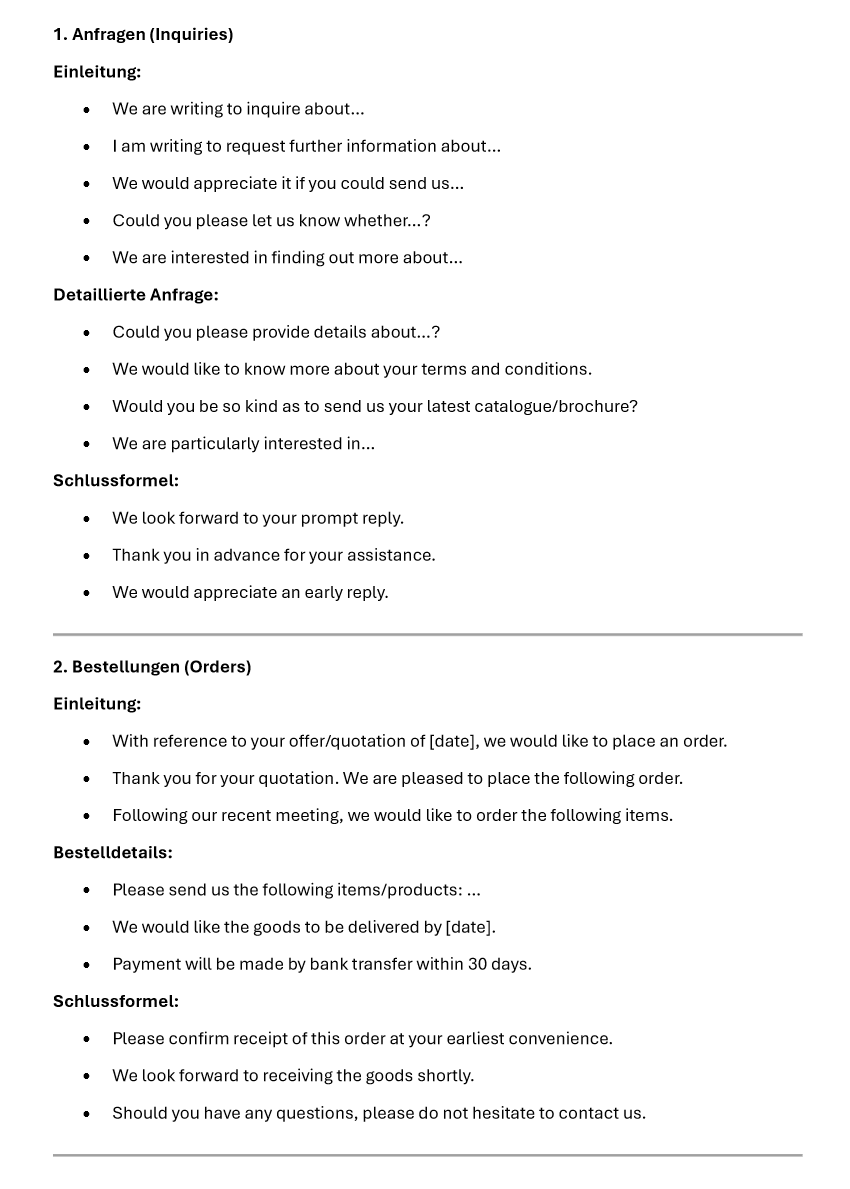 1. Anfragen (Inquiries)
Einleitung:
• We are writing to inquire about...
• I am writing to request further information about...
• We would appreciate it if you could send us...
• Could you please let us know whether...?
• We are interested in finding out more about...
Detaillierte Anfrage:
• Could you please provide details about...?
• We would like to know more about your terms and conditions.
• Would you be so kind as to send us your latest catalogue/brochure?
• We are particularly interested in...
Schlussformel:
• We look forward to your prompt reply.
• Thank you in advance for your assistance.
• We would appreciate an early reply.
2. Bestellungen (Orders)
Einleitung:
• With reference to your offer/quotation of [date], we would like to place an order.
• Thank you for your quotation. We are pleased to place the following order.
• Following our recent meeting, we would like to order the following items.
Bestelldetails:
• Please send us the following items/products: ...
• We would like the goods to be delivered by [date].
• Payment will be made by bank transfer within 30 days.
Schlussformel:
• Please confirm receipt of this order at your earliest convenience.
• We look forward to receiving the goods shortly.
• Should you have any questions, please do not hesitate to contact us.